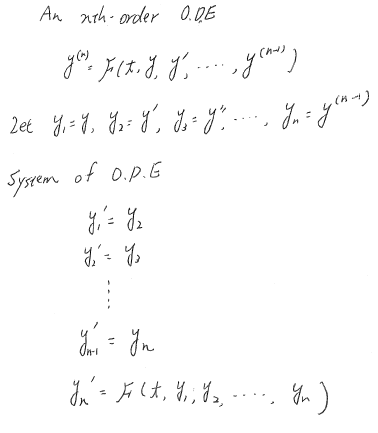 An nth-order O.D.E
y⁽ⁿ⁾ = F(t, y, y', ⋯, y⁽ⁿ⁻¹⁾)
Let y₁=y, y₂=y', y₃=y'', ⋯, yₙ=y⁽ⁿ⁻¹⁾
System of O.D.E
y₁' = y₂
y₂' = y₃
⋮
yₙ₋₁' = yₙ
yₙ' = F(t, y₁, y₂, ⋯, yₙ)